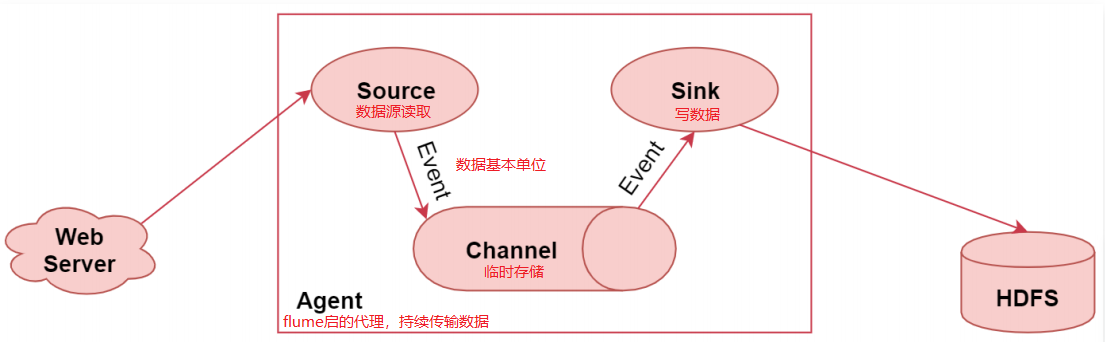 Web
Server
Source
数据源读取
Event
数据基本单位
Channel
临时存储
Event
Sink
写数据
Agent
flume启的代理，持续传输数据
HDFS